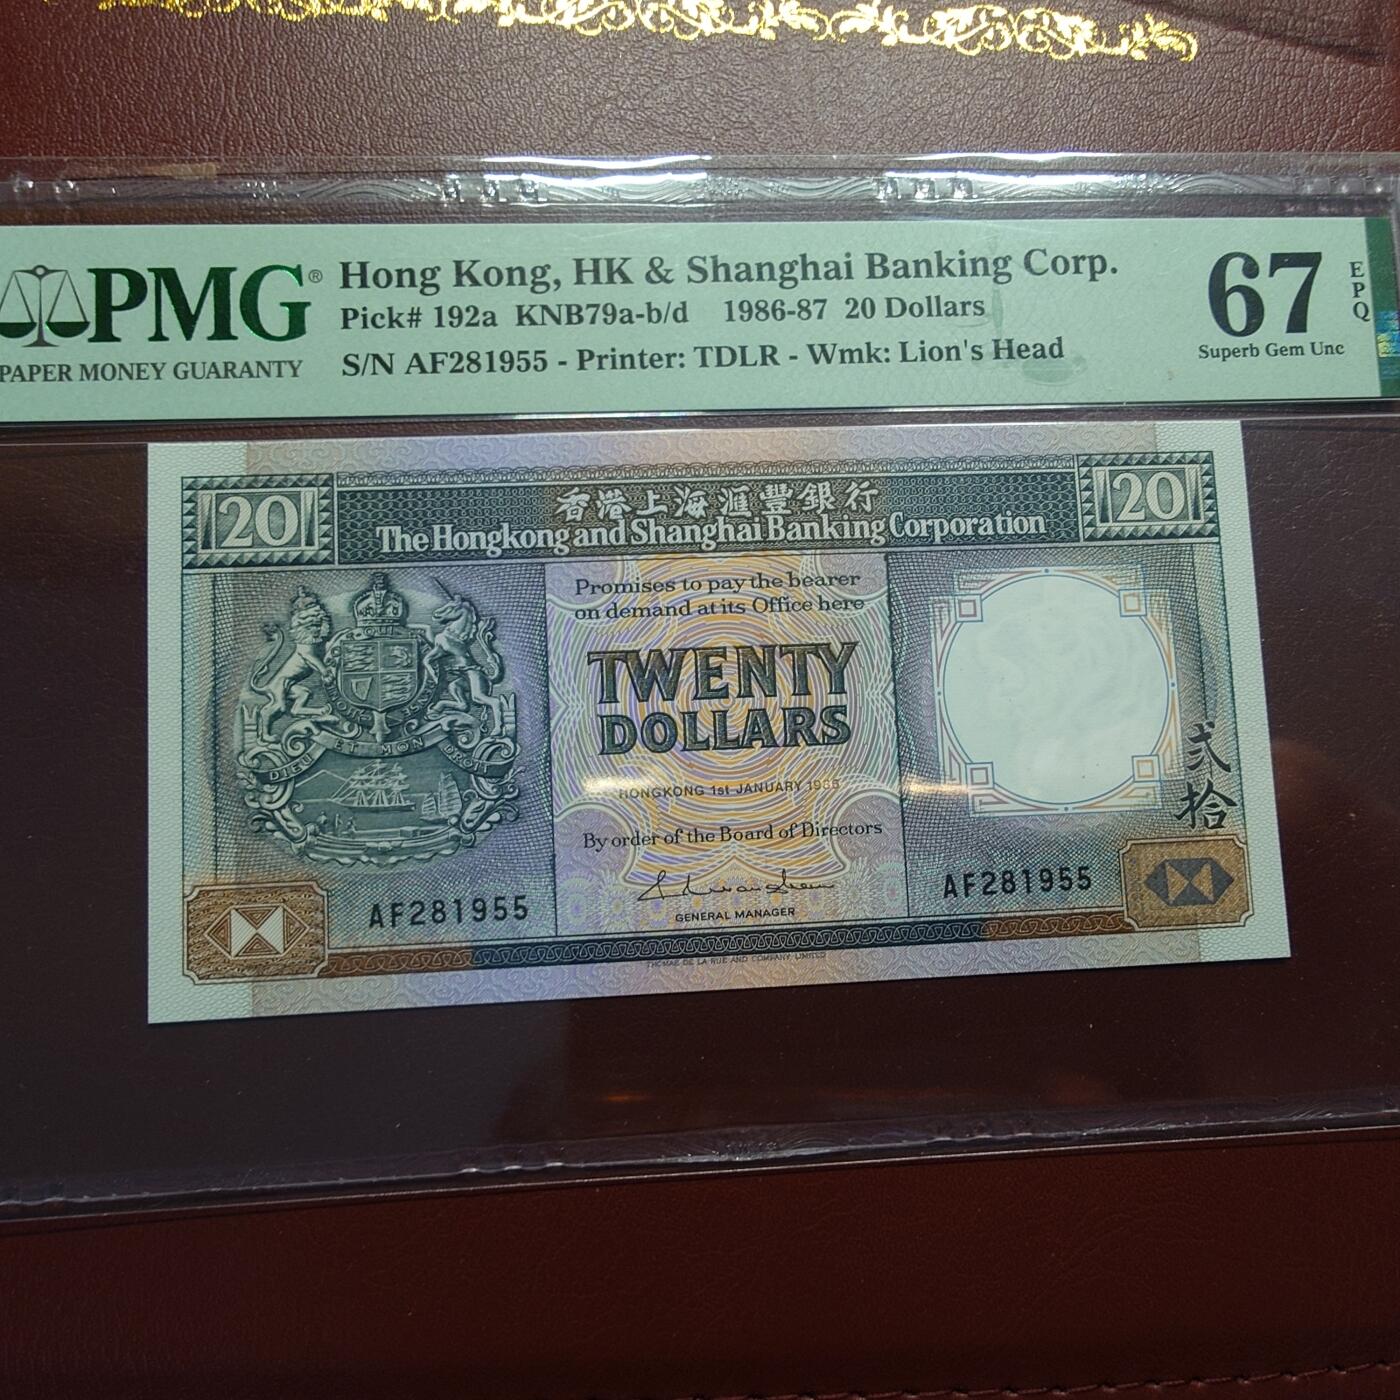 PMG®
PAPER MONEY GUARANTY
Hong Kong, HK & Shanghai Banking Corp.
Pick# 192a KNB79a-b/d 1986-87 20 Dollars
S/N AF281955 - Printer: TDLR - Wmk: Lion's Head
67
EPQ
Superb Gem Unc
20
香港上海滙豐銀行
20
The Hongkong and Shanghai Banking Corporation
Promises to pay the bearer
on demand at its Office here
TWENTY
DOLLARS
HONGKONG 1st JANUARY 1986
By order of the Board of Directors
GENERAL MANAGER
DIEU ET MON DROIT
貳拾
AF281955
AF281955
THOMAS DE LA RUE AND COMPANY LIMITED